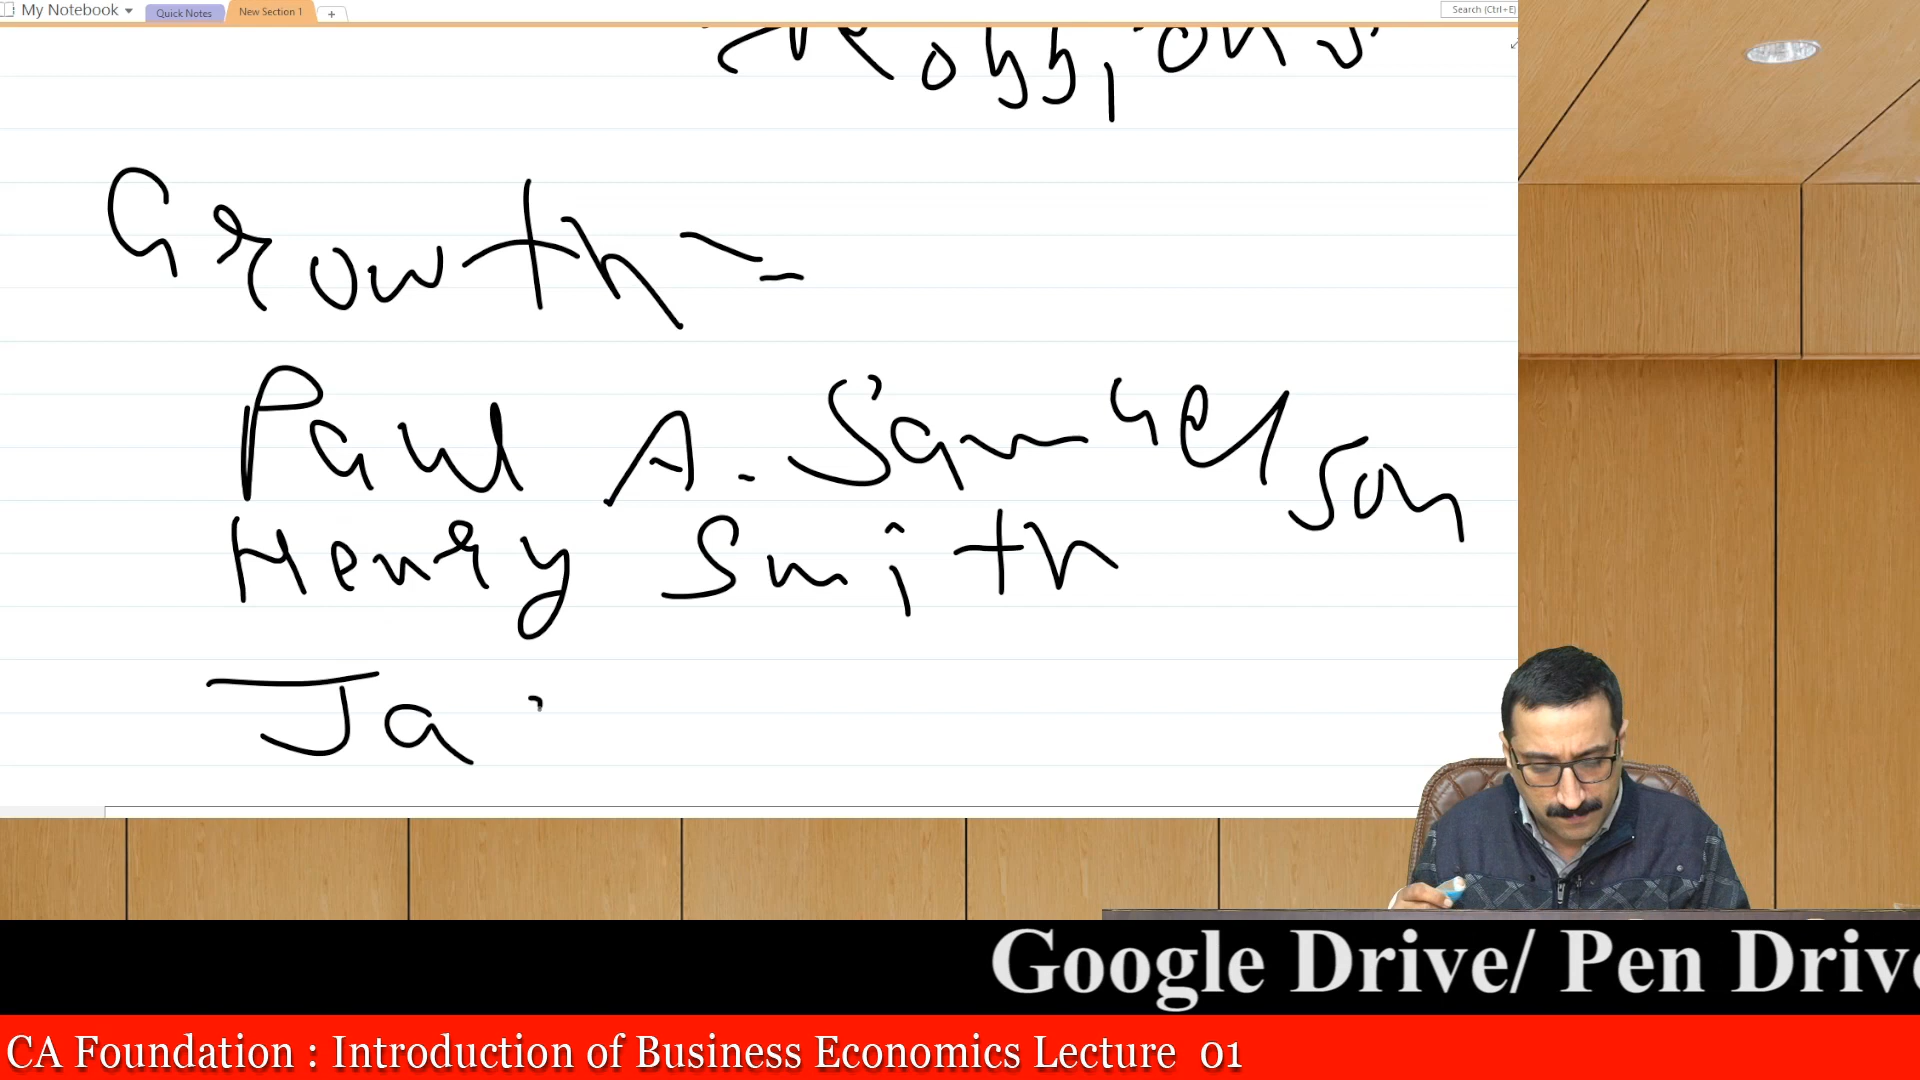 My Notebook Quick Notes New Section 1 + Search (Ctrl+E)
Growth =
Paul A. Samuelson
Henry Smith
Ja
Google Drive/ Pen Drive
CA Foundation : Introduction of Business Economics Lecture 01